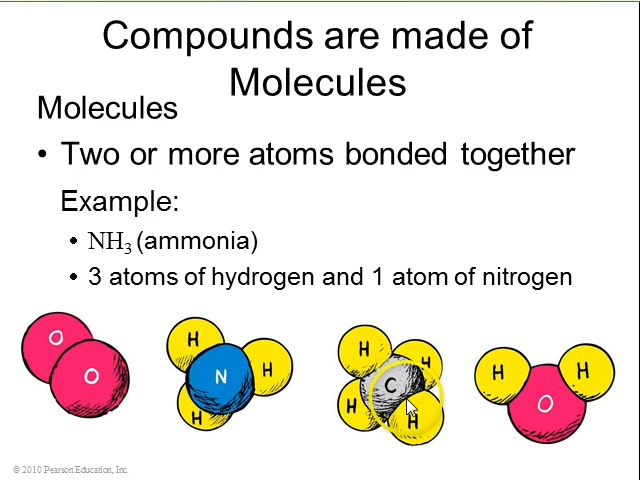 Compounds are made of
Molecules
Molecules
• Two or more atoms bonded together
Example:
• NH₃ (ammonia)
• 3 atoms of hydrogen and 1 atom of nitrogen
O
O
H
H
N
H
H
H
C
H
H
H
H
O
© 2010 Pearson Education, Inc.